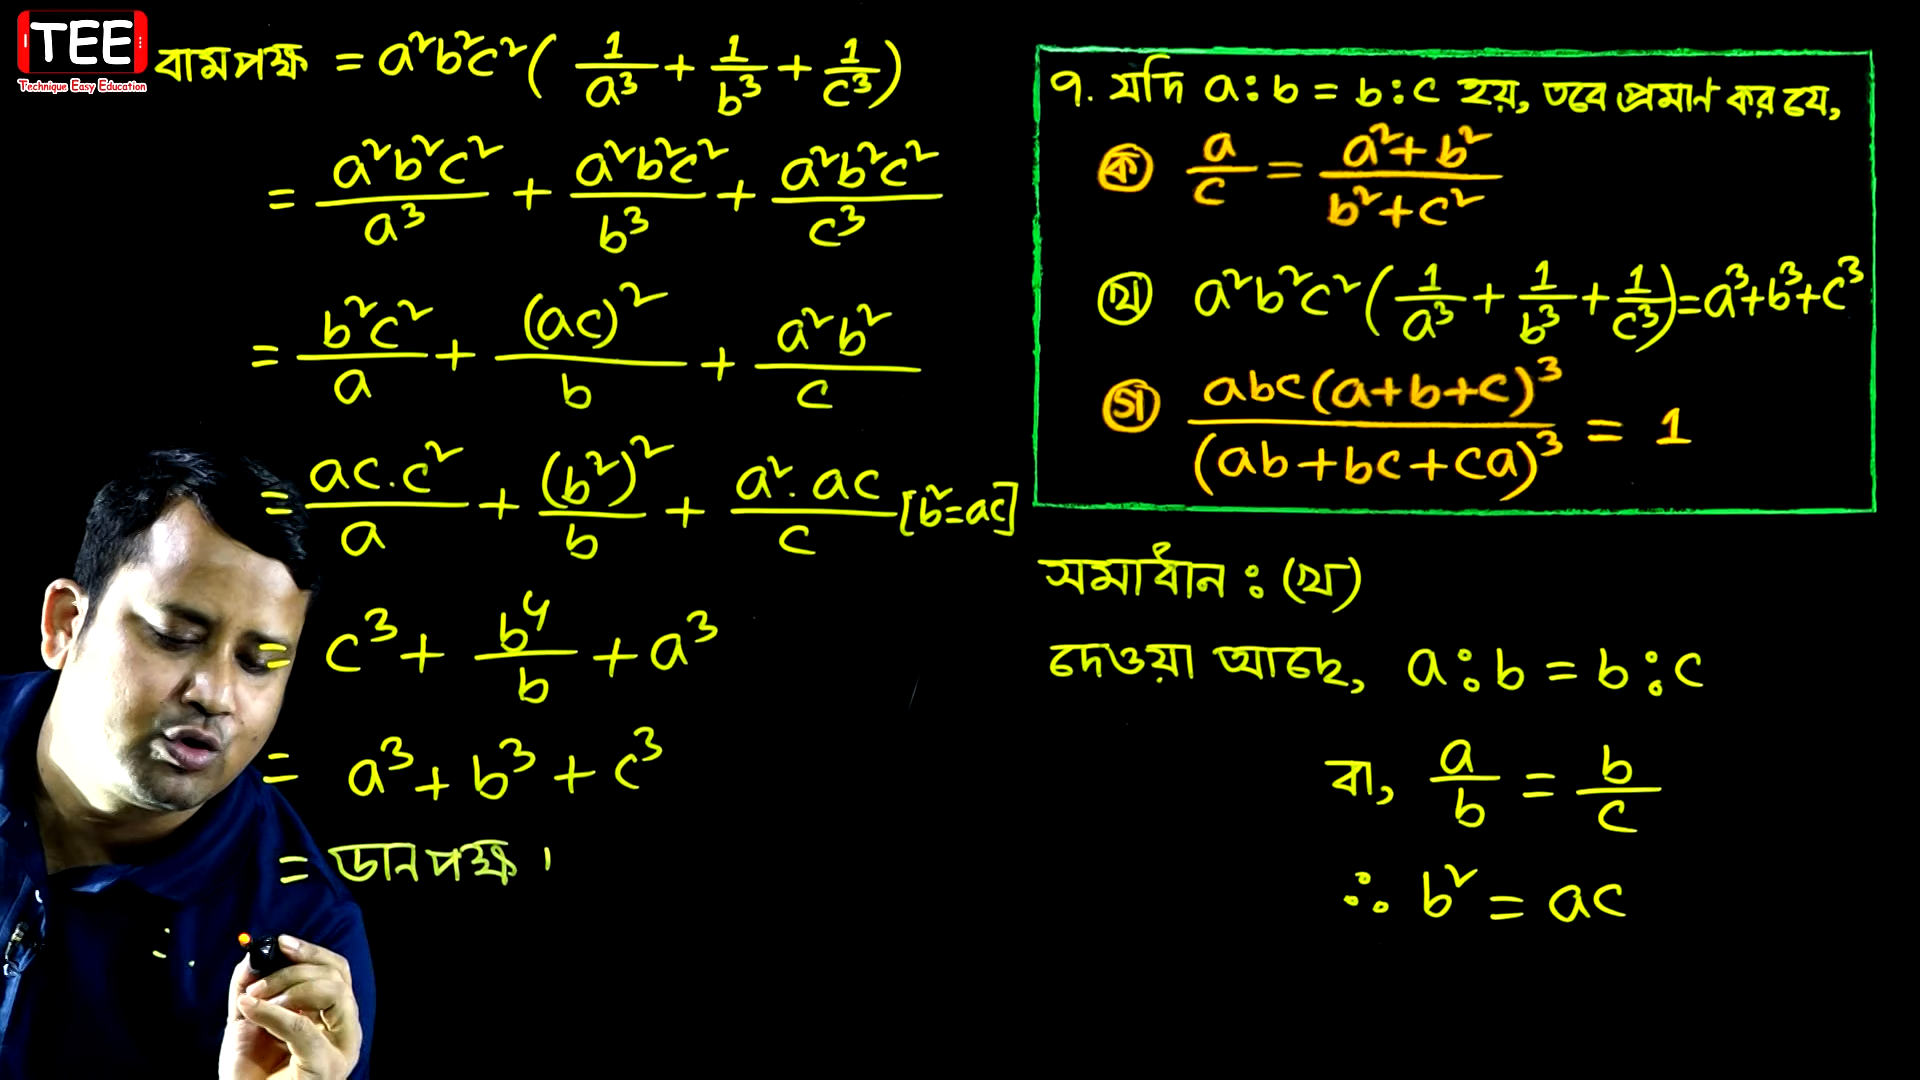 TEE
Technique Easy Education
বামপক্ষ = a²b²c² ( 1/a³ + 1/b³ + 1/c³ )
= a²b²c²/a³ + a²b²c²/b³ + a²b²c²/c³
= b²c²/a + (ac)²/b + a²b²/c
= ac.c²/a + (b²)²/b + a².ac/c [b²=ac]
= c³ + b⁴/b + a³
= a³ + b³ + c³
= ডানপক্ষ।
৭. যদি a:b = b:c হয়, তবে প্রমাণ কর যে,
ক a/c = (a²+b²)/(b²+c²)
খ a²b²c² ( 1/a³ + 1/b³ + 1/c³ ) = a³+b³+c³
গ abc(a+b+c)³/(ab+bc+ca)³ = 1
সমাধান : (খ)
দেওয়া আছে, a:b = b:c
বা, a/b = b/c
∴ b² = ac